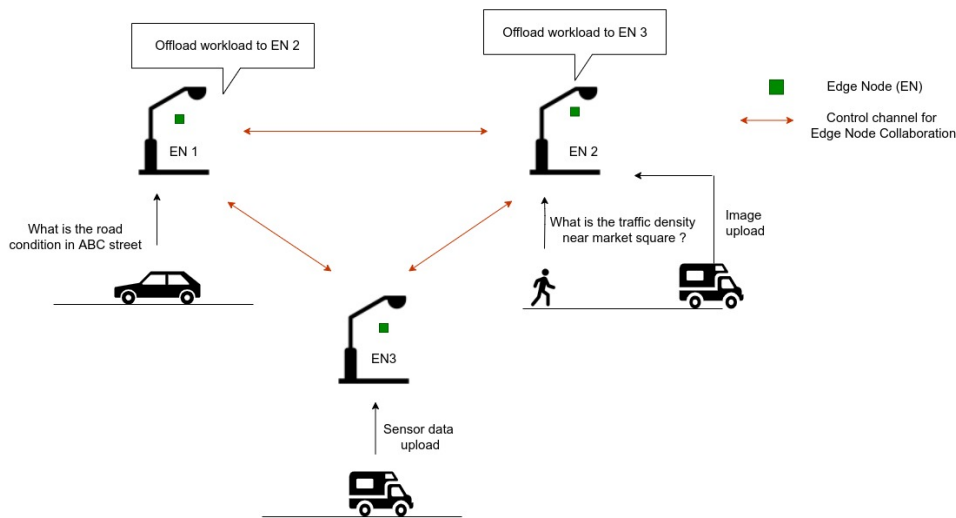 Offload workload to EN 2
Offload workload to EN 3
Edge Node (EN)
Control channel for
Edge Node Collaboration
EN 1
EN 2
What is the road
condition in ABC street
What is the traffic density
near market square ?
Image
upload
EN3
Sensor data
upload